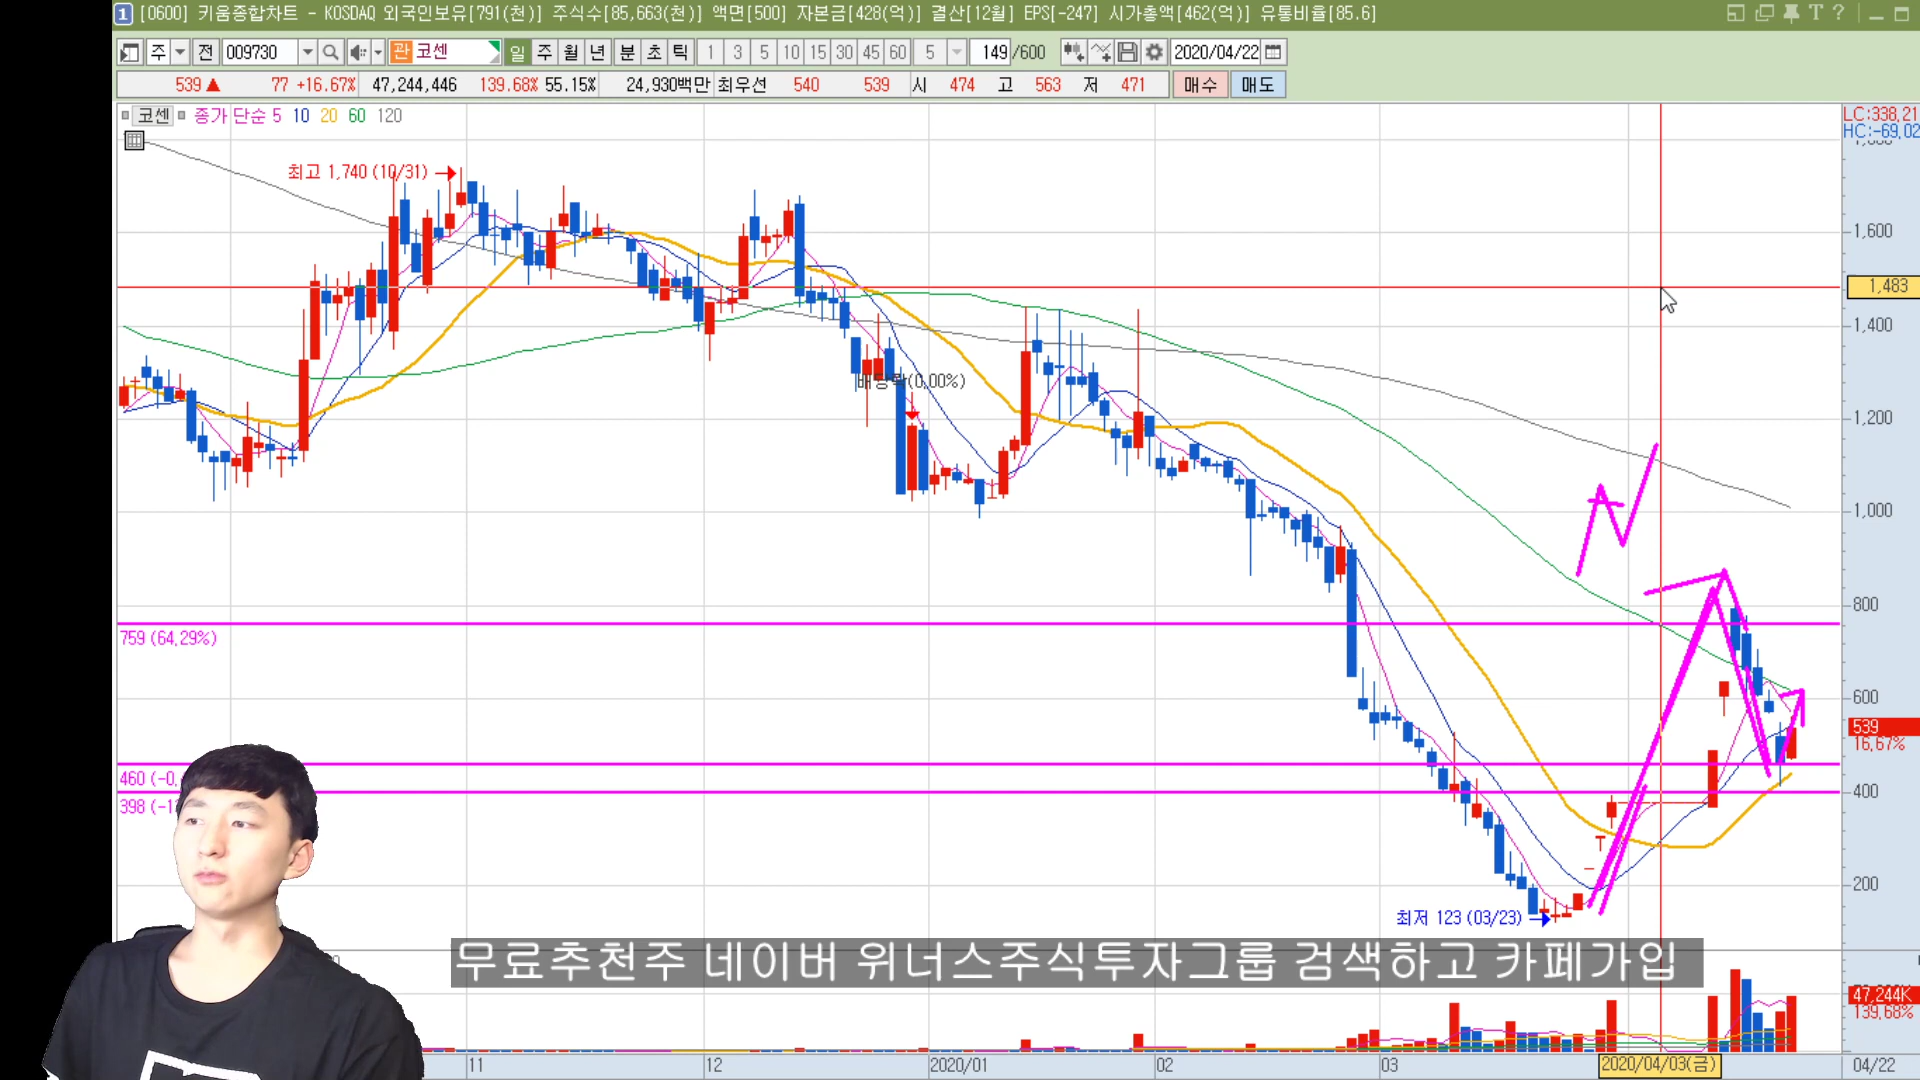 1 [0600] 키움종합차트 - KOSDAQ 외국인보유[791(천)] 주식수[85,663(천)] 액면[500] 자본금[428(억)] 결산[12월] EPS[-247] 시가총액[462(억)] 유통비율[85.6]
주 전 009730 관 코센 일 주 월 년 분 초 틱 1 3 5 10 15 30 45 60 5 149 /600 2020/04/22
539 ▲ 77 +16.67% 47,244,446 139.68% 55.15% 24,930백만 최우선 540 539 시 474 고 563 저 471 매수 매도
코센 종가 단순 5 10 20 60 120
LC:338,21
HC:-69,02
최고 1,740 (10/31)
1,600
1,483
1,400
배당락(0,00%)
1,200
1,000
800
759 (64,29%)
600
539
16,67%
460 (-0,
400
398 (-1
200
최저 123 (03/23)
무료추천주 네이버 위너스주식투자그룹 검색하고 카페가입
47,244K
139,68%
11 12 2020/01 02 03 2020/04/03(금) 04/22